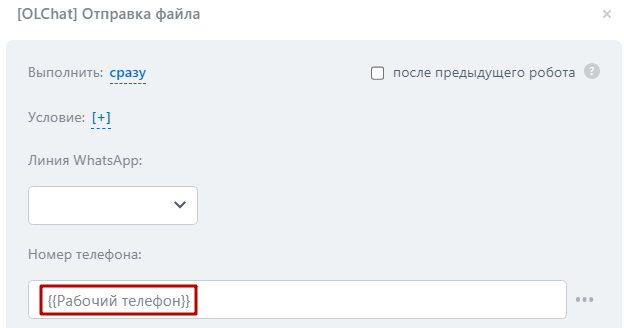 [OLChat] Отправка файла
Выполнить: сразу
после предыдущего робота ?
Условие: [+]
Линия WhatsApp:
Номер телефона:
{{Рабочий телефон}}